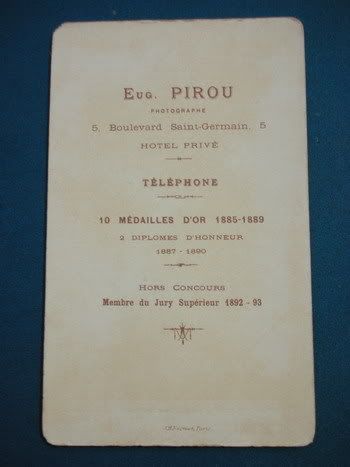 EUG. PIROU
PHOTOGRAPHE
5, Boulevard Saint-Germain, 5
HOTEL PRIVÉ
TÉLÉPHONE
10 MÉDAILLES D'OR 1885-1889
2 DIPLOMES D'HONNEUR
1887 - 1890
HORS CONCOURS
Membre du Jury Supérieur 1892 - 93
Paris